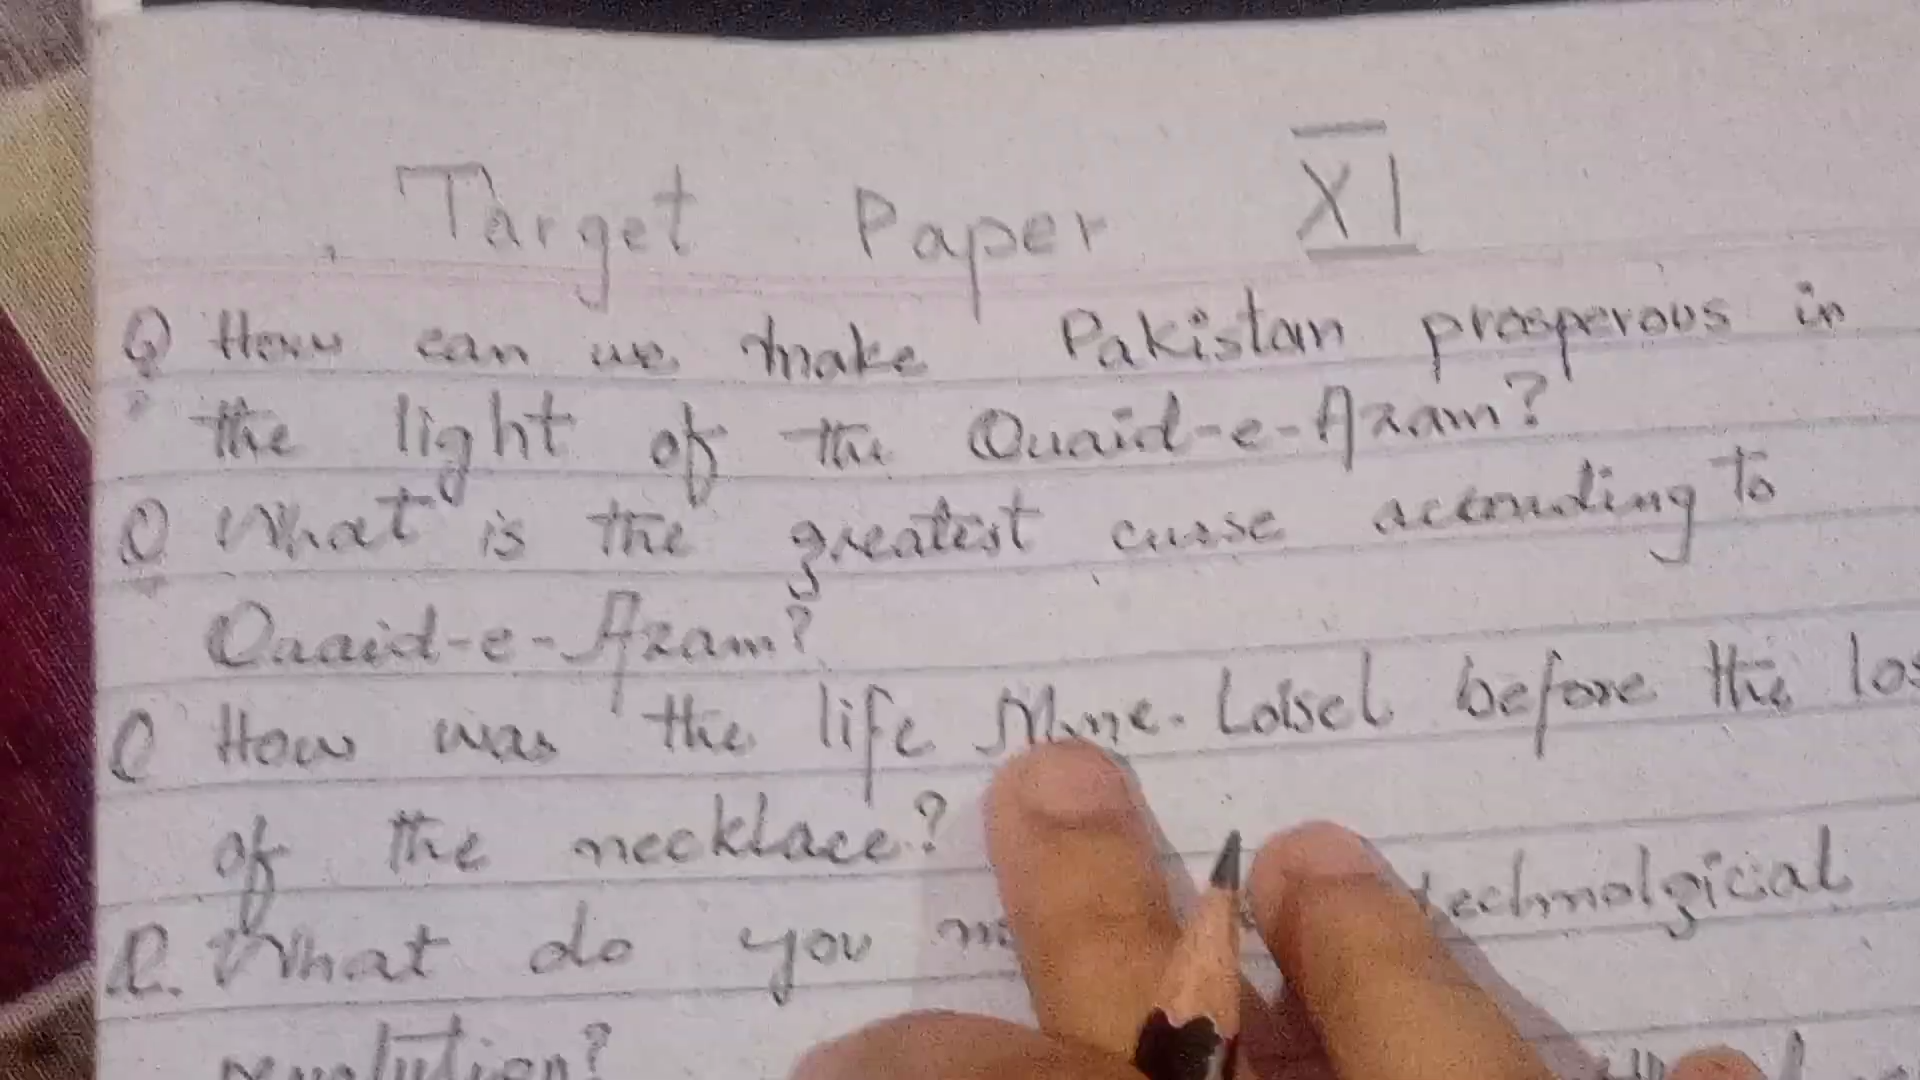 Target Paper XI
Q How can we make Pakistan prosperous in
the light of the Quaid-e-Azam?
Q What is the greatest curse according to
Quaid-e-Azam?
Q How was the life Mme. Loisel before the
of the necklace?
Q. What do you technolgical
revolution?